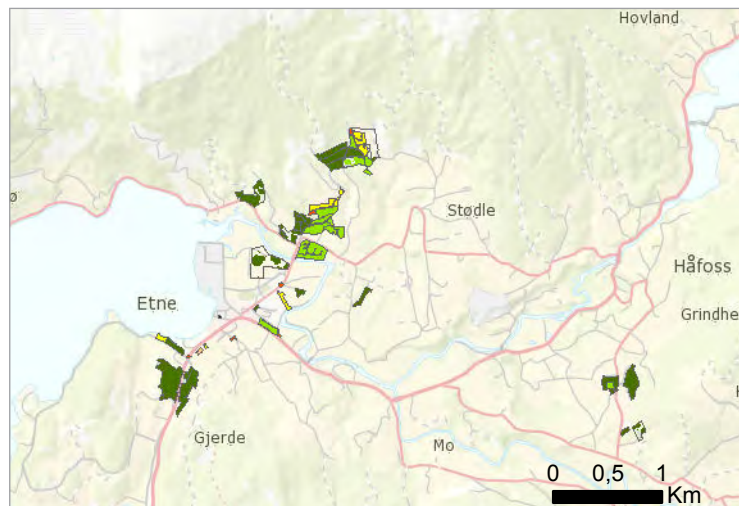 Hovland
Stødle
ø
Håfoss
Etne
Grindhe
H
Gjerde
Mo
0 0,5 1
Km